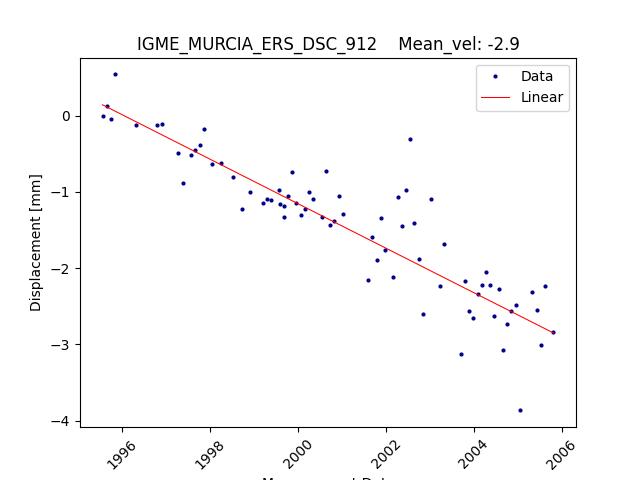 IGME_MURCIA_ERS_DSC_912    Mean_vel: -2.9
Data
Linear
0
−1
−2
−3
−4
Displacement [mm]
1996
1998
2000
2002
2004
2006